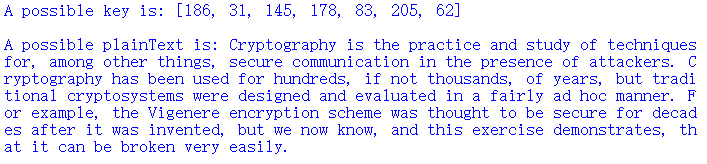 A possible key is: [186, 31, 145, 178, 83, 205, 62]
A possible plainText is: Cryptography is the practice and study of techniques
for, among other things, secure communication in the presence of attackers. C
ryptography has been used for hundreds, if not thousands, of years, but tradi
tional cryptosystems were designed and evaluated in a fairly ad hoc manner. F
or example, the Vigenere encryption scheme was thought to be secure for decad
es after it was invented, but we now know, and this exercise demonstrates, th
at it can be broken very easily.